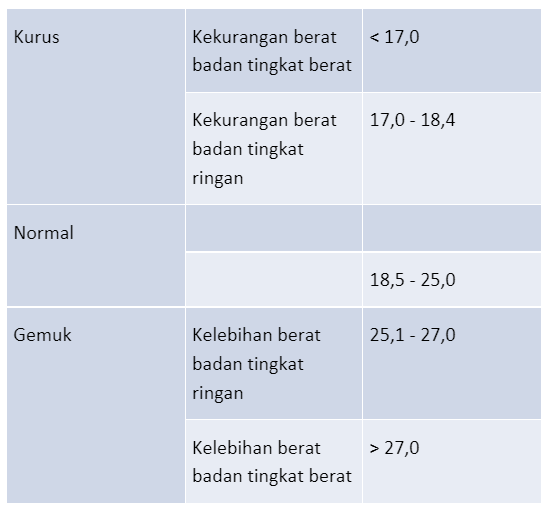 Kurus Kekurangan berat < 17,0
badan tingkat berat
Kekurangan berat 17,0 - 18,4
badan tingkat
ringan
Normal
18,5 - 25,0
Gemuk Kelebihan berat 25,1 - 27,0
badan tingkat
ringan
Kelebihan berat > 27,0
badan tingkat berat